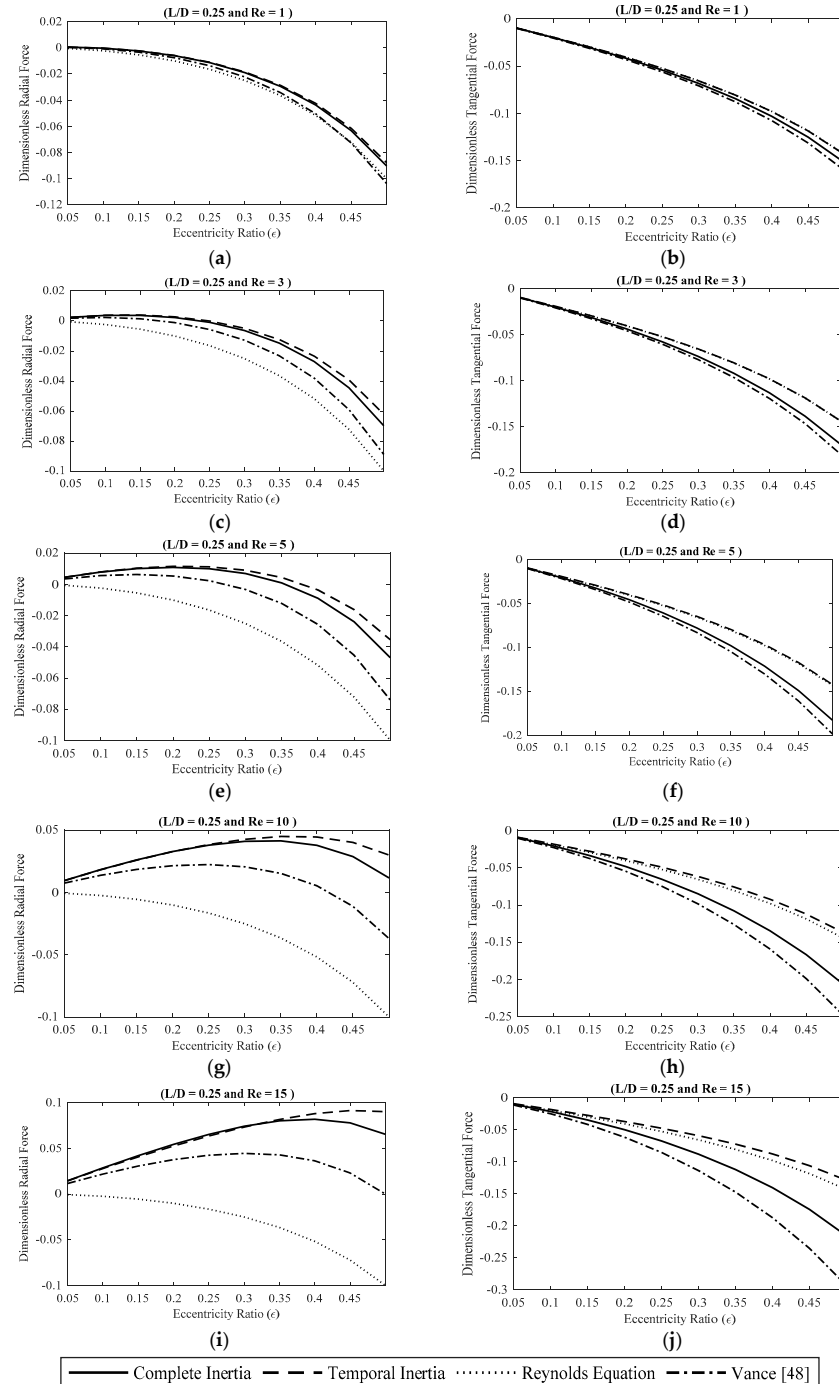 (L/D = 0.25 and Re = 1 )
0.02
0
-0.02
-0.04
-0.06
-0.08
-0.1
-0.12
Dimensionless Radial Force
0.05 0.1 0.15 0.2 0.25 0.3 0.35 0.4 0.45
Eccentricity Ratio (ϵ)
(a)
(L/D = 0.25 and Re = 1 )
0
-0.05
-0.1
-0.15
-0.2
Dimensionless Tangential Force
0.05 0.1 0.15 0.2 0.25 0.3 0.35 0.4 0.45
Eccentricity Ratio (ϵ)
(b)
(L/D = 0.25 and Re = 3 )
0.02
0
-0.02
-0.04
-0.06
-0.08
-0.1
Dimensionless Radial Force
0.05 0.1 0.15 0.2 0.25 0.3 0.35 0.4 0.45
Eccentricity Ratio (ϵ)
(c)
(L/D = 0.25 and Re = 3 )
0
-0.05
-0.1
-0.15
-0.2
Dimensionless Tangential Force
0.05 0.1 0.15 0.2 0.25 0.3 0.35 0.4 0.45
Eccentricity Ratio (ϵ)
(d)
(L/D = 0.25 and Re = 5 )
0.02
0
-0.02
-0.04
-0.06
-0.08
-0.1
Dimensionless Radial Force
0.05 0.1 0.15 0.2 0.25 0.3 0.35 0.4 0.45
Eccentricity Ratio (ϵ)
(e)
(L/D = 0.25 and Re = 5 )
0
-0.05
-0.1
-0.15
-0.2
Dimensionless Tangential Force
0.05 0.1 0.15 0.2 0.25 0.3 0.35 0.4 0.45
Eccentricity Ratio (ϵ)
(f)
(L/D = 0.25 and Re = 10 )
0.05
0
-0.05
-0.1
Dimensionless Radial Force
0.05 0.1 0.15 0.2 0.25 0.3 0.35 0.4 0.45
Eccentricity Ratio (ϵ)
(g)
(L/D = 0.25 and Re = 10 )
0
-0.05
-0.1
-0.15
-0.2
-0.25
Dimensionless Tangential Force
0.05 0.1 0.15 0.2 0.25 0.3 0.35 0.4 0.45
Eccentricity Ratio (ϵ)
(h)
(L/D = 0.25 and Re = 15 )
0.1
0.05
0
-0.05
-0.1
Dimensionless Radial Force
0.05 0.1 0.15 0.2 0.25 0.3 0.35 0.4 0.45
Eccentricity Ratio (ϵ)
(i)
(L/D = 0.25 and Re = 15 )
0
-0.05
-0.1
-0.15
-0.2
-0.25
-0.3
Dimensionless Tangential Force
0.05 0.1 0.15 0.2 0.25 0.3 0.35 0.4 0.45
Eccentricity Ratio (ϵ)
(j)
Complete Inertia Temporal Inertia Reynolds Equation Vance [48]